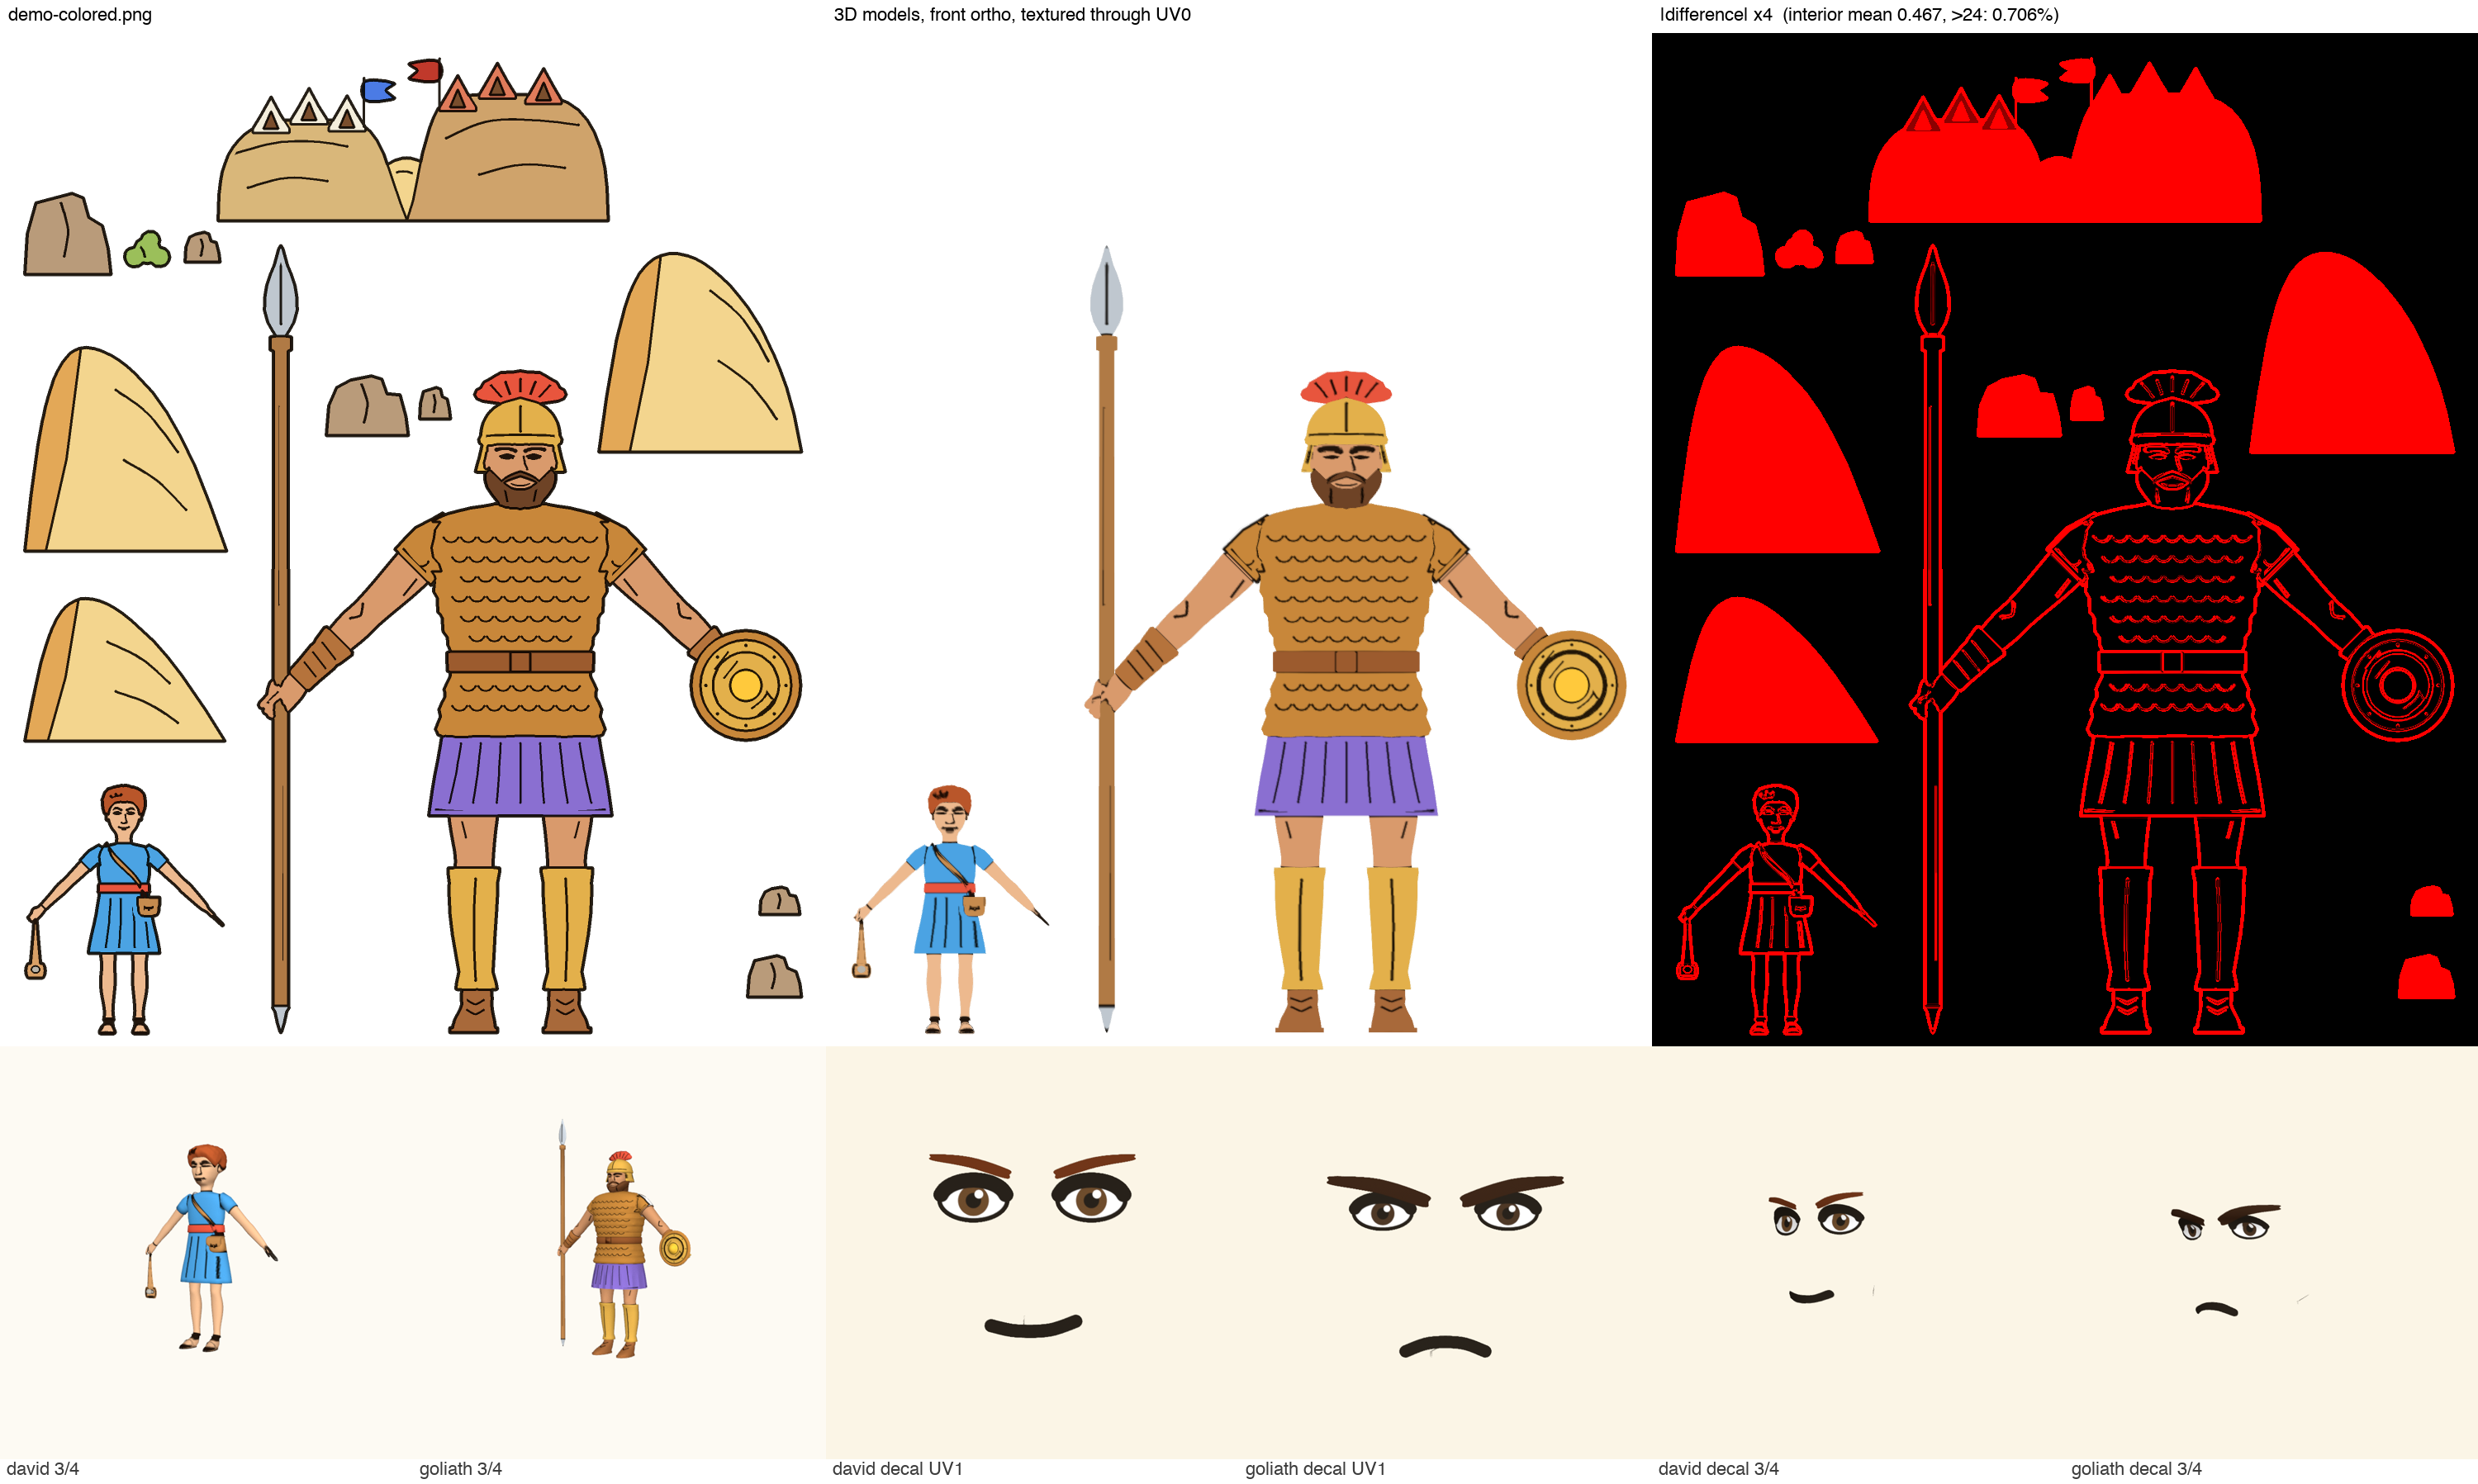 demo-colored.png
3D models, front ortho, textured through UV0
|difference| x4 (interior mean 0.467, >24: 0.706%)
david 3/4
goliath 3/4
david decal UV1
goliath decal UV1
david decal 3/4
goliath decal 3/4